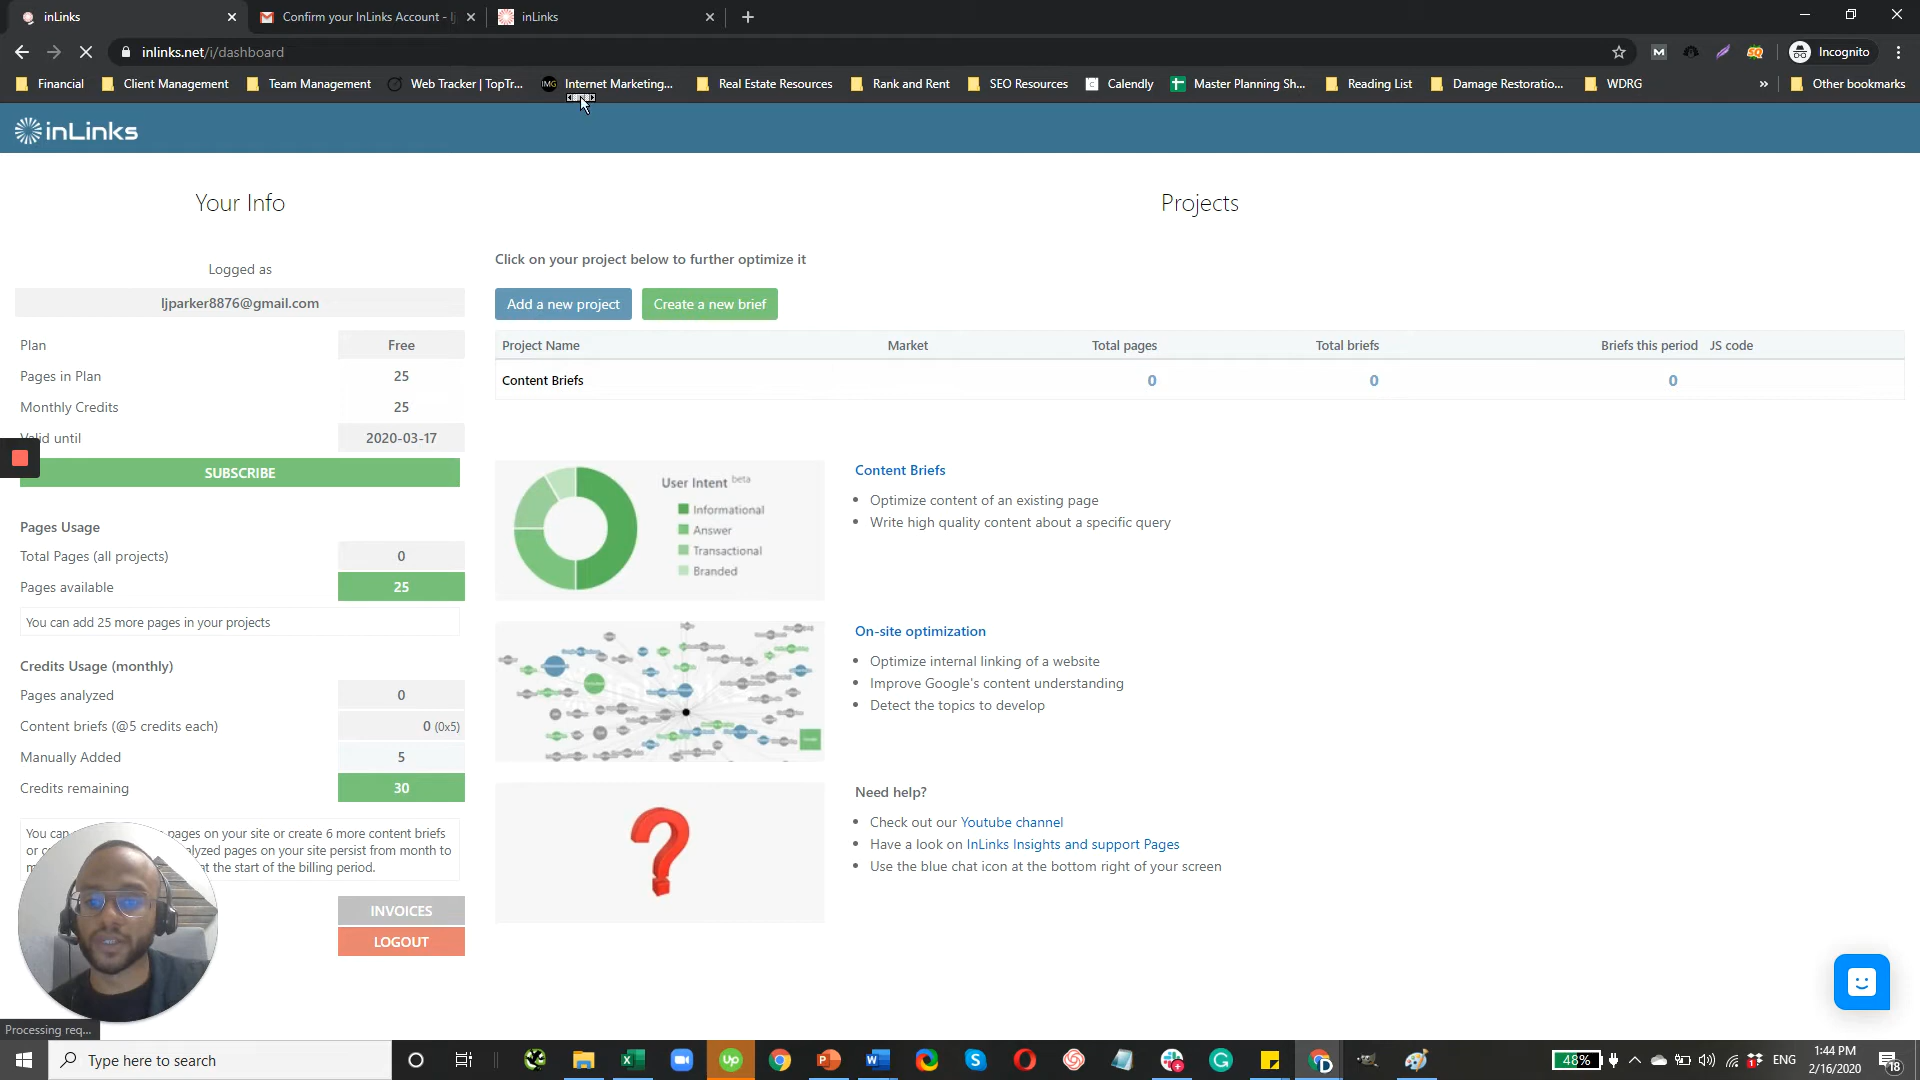 inLinks
Confirm your InLinks Account - lj
inLinks
inlinks.net/i/dashboard
Incognito
Financial
Client Management
Team Management
Web Tracker | TopTr...
Internet Marketing...
Real Estate Resources
Rank and Rent
SEO Resources
Calendly
Master Planning Sh...
Reading List
Damage Restoratio...
WDRG
Other bookmarks
inLinks
Your Info
Projects
Logged as
ljparker8876@gmail.com
Plan Free
Pages in Plan 25
Monthly Credits 25
Valid until 2020-03-17
SUBSCRIBE
Pages Usage
Total Pages (all projects) 0
Pages available 25
You can add 25 more pages in your projects
Credits Usage (monthly)
Pages analyzed 0
Content briefs (@5 credits each) 0 (0x5)
Manually Added 5
Credits remaining 30
You can pages on your site or create 6 more content briefs
or lyzed pages on your site persist from month to
at the start of the billing period.
INVOICES
LOGOUT
Click on your project below to further optimize it
Add a new project
Create a new brief
Project Name Market Total pages Total briefs Briefs this period JS code
Content Briefs 0 0 0
User Intent beta
Informational
Answer
Transactional
Branded
Content Briefs
Optimize content of an existing page
Write high quality content about a specific query
On-site optimization
Optimize internal linking of a website
Improve Google's content understanding
Detect the topics to develop
Need help?
Check out our Youtube channel
Have a look on InLinks Insights and support Pages
Use the blue chat icon at the bottom right of your screen
Processing req...
Type here to search
48%
ENG
1:44 PM
2/16/2020
18